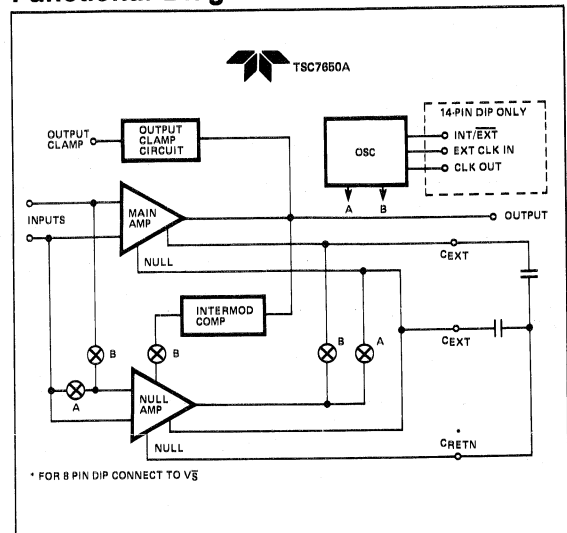 TSC7650A
14-PIN DIP ONLY
OUTPUT
CLAMP
OUTPUT
CLAMP
CIRCUIT
OSC
INT/EXT
EXT CLK IN
CLK OUT
A
B
INPUTS
MAIN
AMP
OUTPUT
NULL
CEXT
INTERMOD
COMP
B
B
B
A
CEXT
A
NULL
AMP
NULL
*
CRETN
* FOR 8 PIN DIP CONNECT TO VS